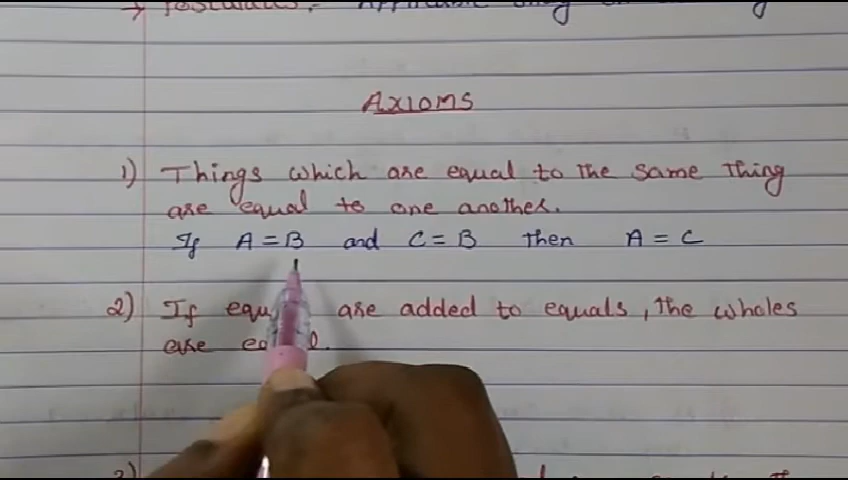 AXIOMS
1) Things which are equal to the same thing
are equal to one another.
If A = B and C = B then A = C
2) If are added to equals, the wholes
are
3)